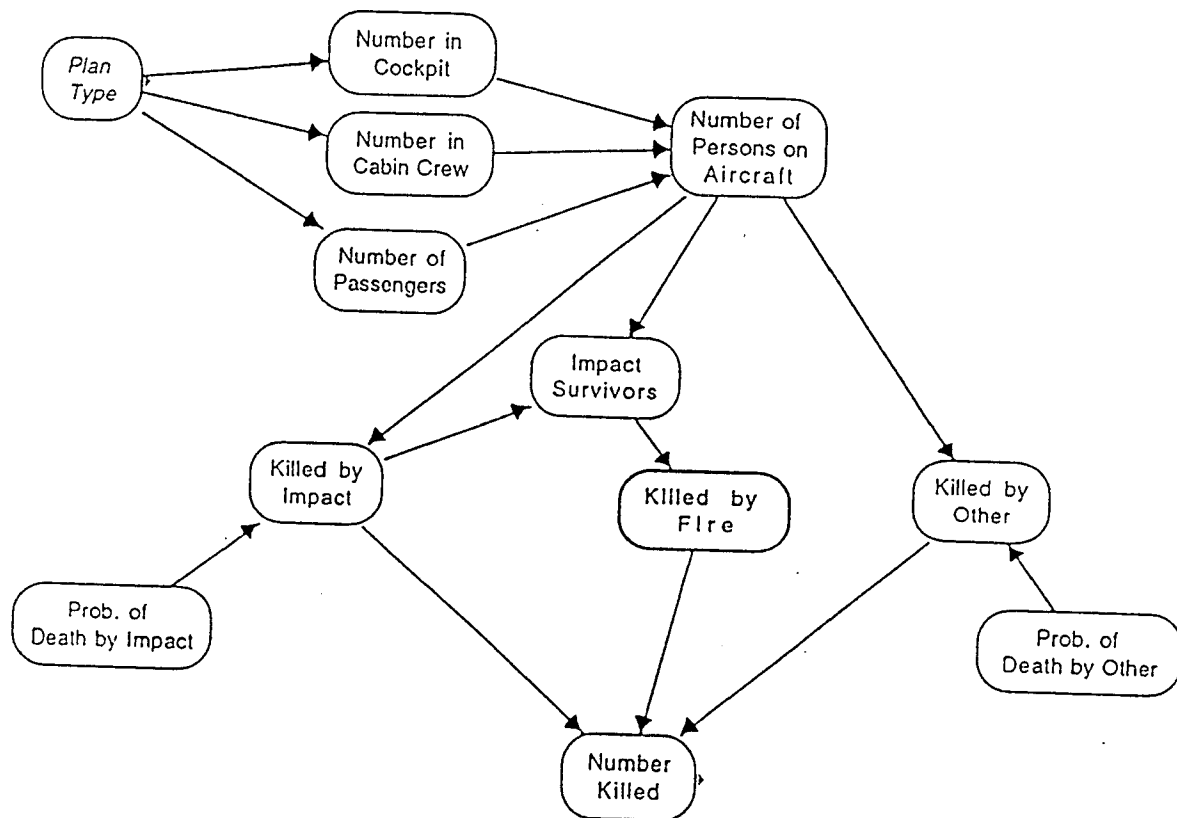 Plan
Type
Number in
Cockpit
Number in
Cabin Crew
Number of
Passengers
Number of
Persons on
Aircraft
Impact
Survivors
Killed by
Impact
Killed by
Fire
Killed by
Other
Prob. of
Death by Impact
Prob. of
Death by Other
Number
Killed